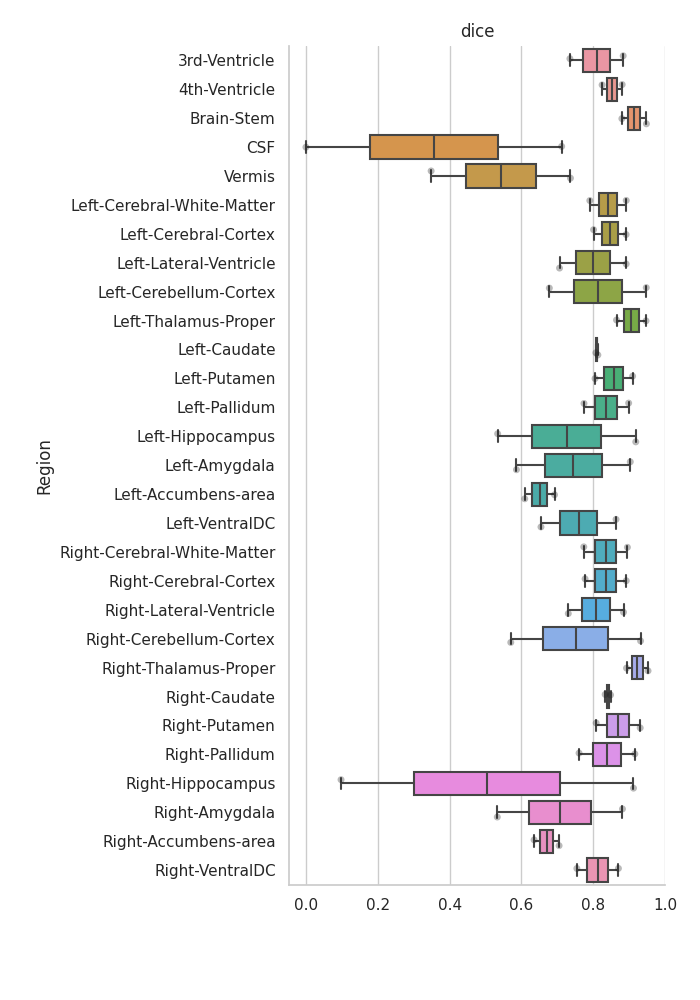 dice
3rd-Ventricle
4th-Ventricle
Brain-Stem
CSF
Vermis
Left-Cerebral-White-Matter
Left-Cerebral-Cortex
Left-Lateral-Ventricle
Left-Cerebellum-Cortex
Left-Thalamus-Proper
Left-Caudate
Left-Putamen
Left-Pallidum
Left-Hippocampus
Left-Amygdala
Left-Accumbens-area
Left-VentralDC
Right-Cerebral-White-Matter
Right-Cerebral-Cortex
Right-Lateral-Ventricle
Right-Cerebellum-Cortex
Right-Thalamus-Proper
Right-Caudate
Right-Putamen
Right-Pallidum
Right-Hippocampus
Right-Amygdala
Right-Accumbens-area
Right-VentralDC
Region
0.0 0.2 0.4 0.6 0.8 1.0